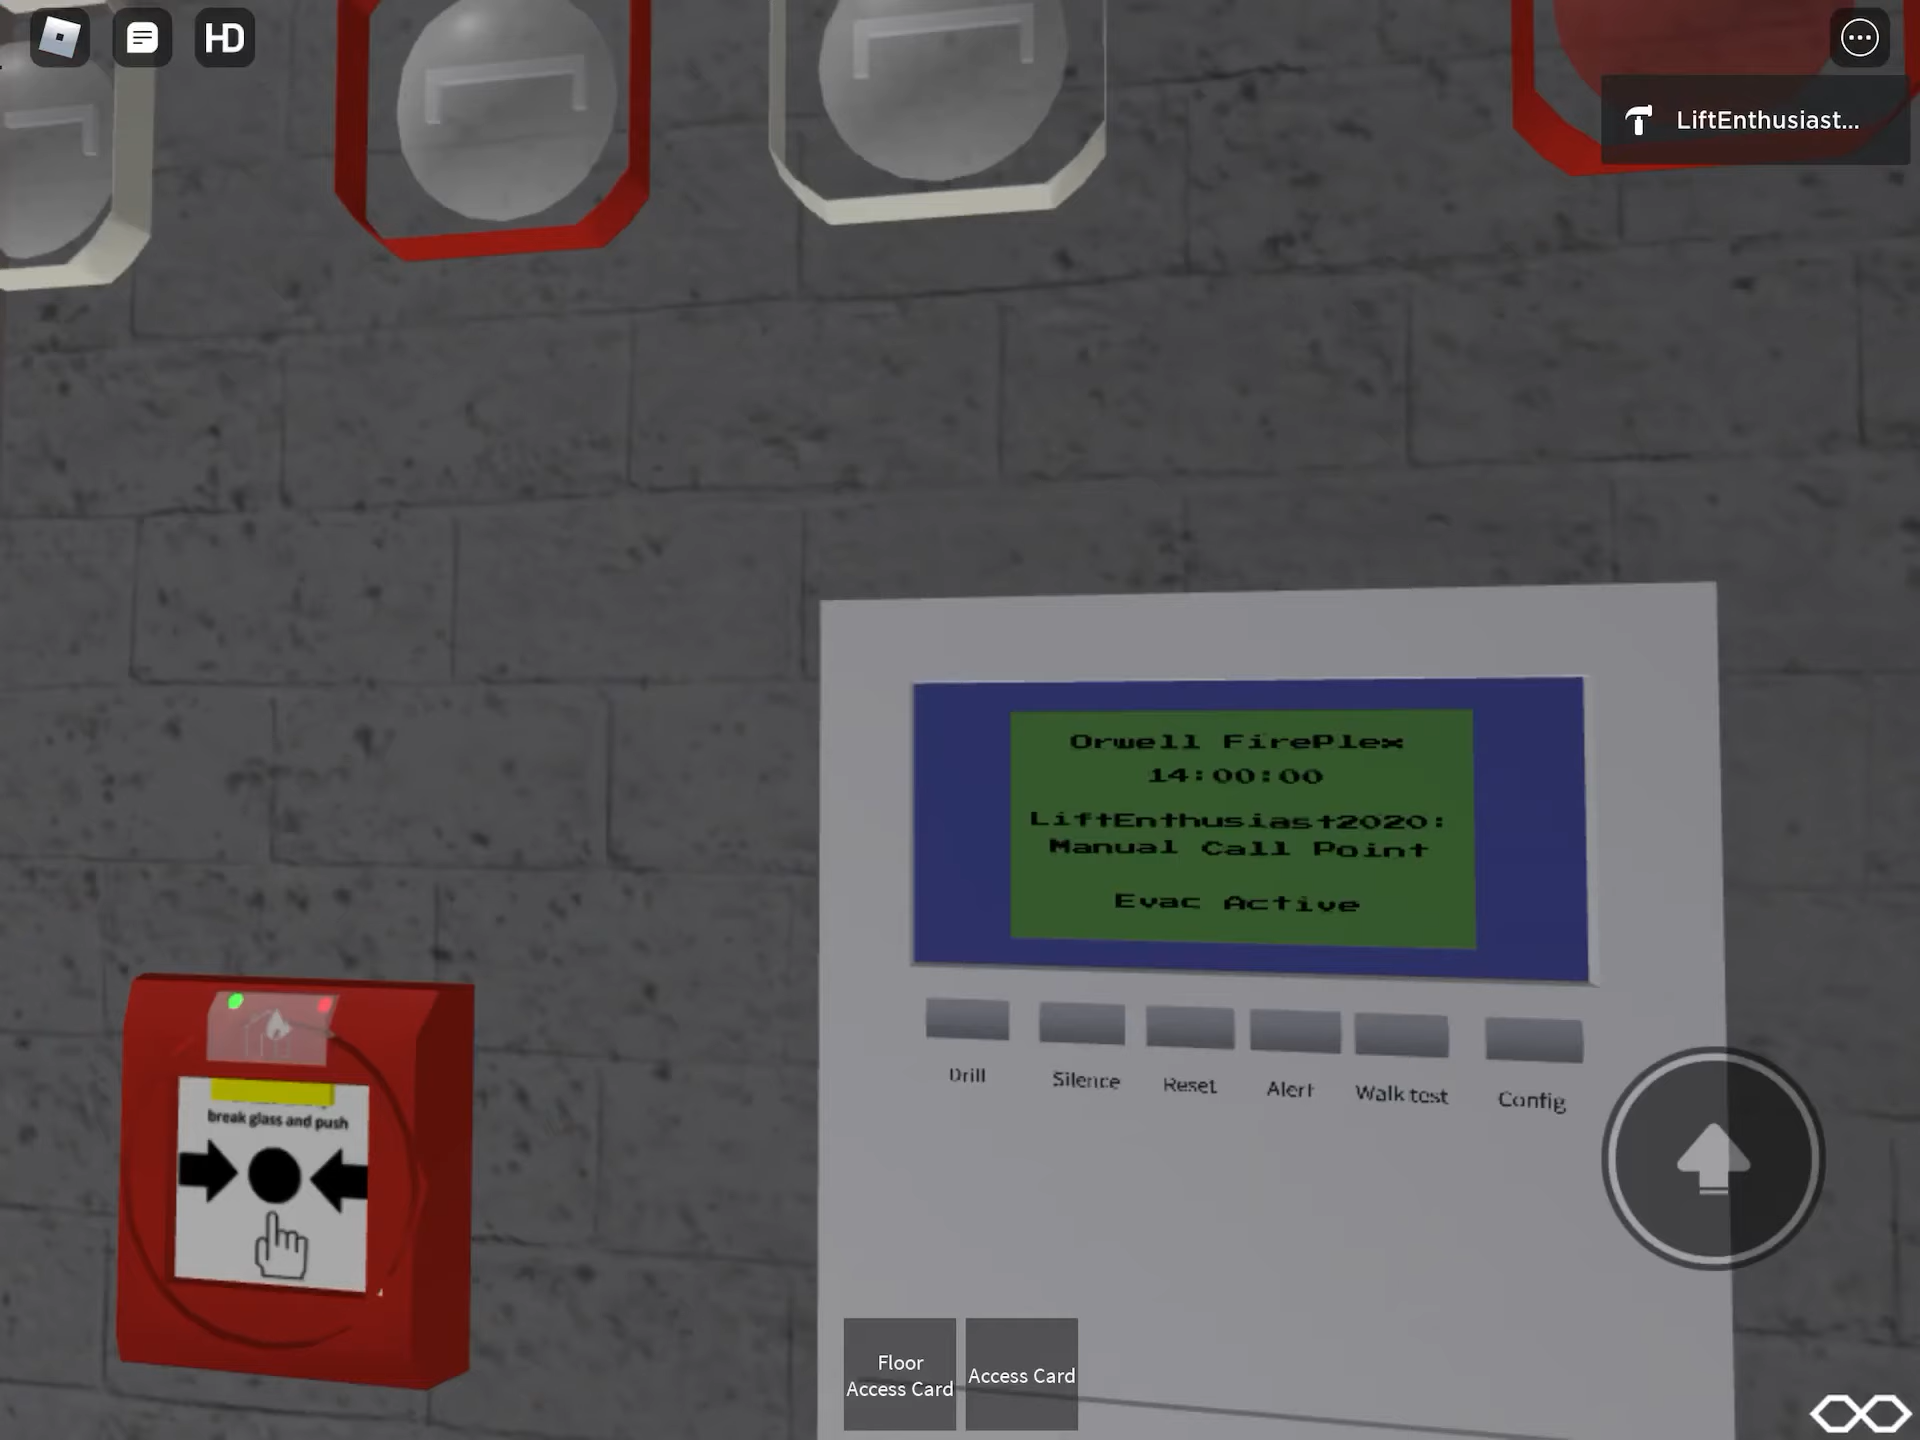 HD
LiftEnthusiast...
Orwell FirePlex
14:00:00
LiftEnthusiast2020:
Manual Call Point
Evac Active
Drill
Silence
Reset
Alert
Walk test
Config
break glass and push
Floor
Access Card
Access Card